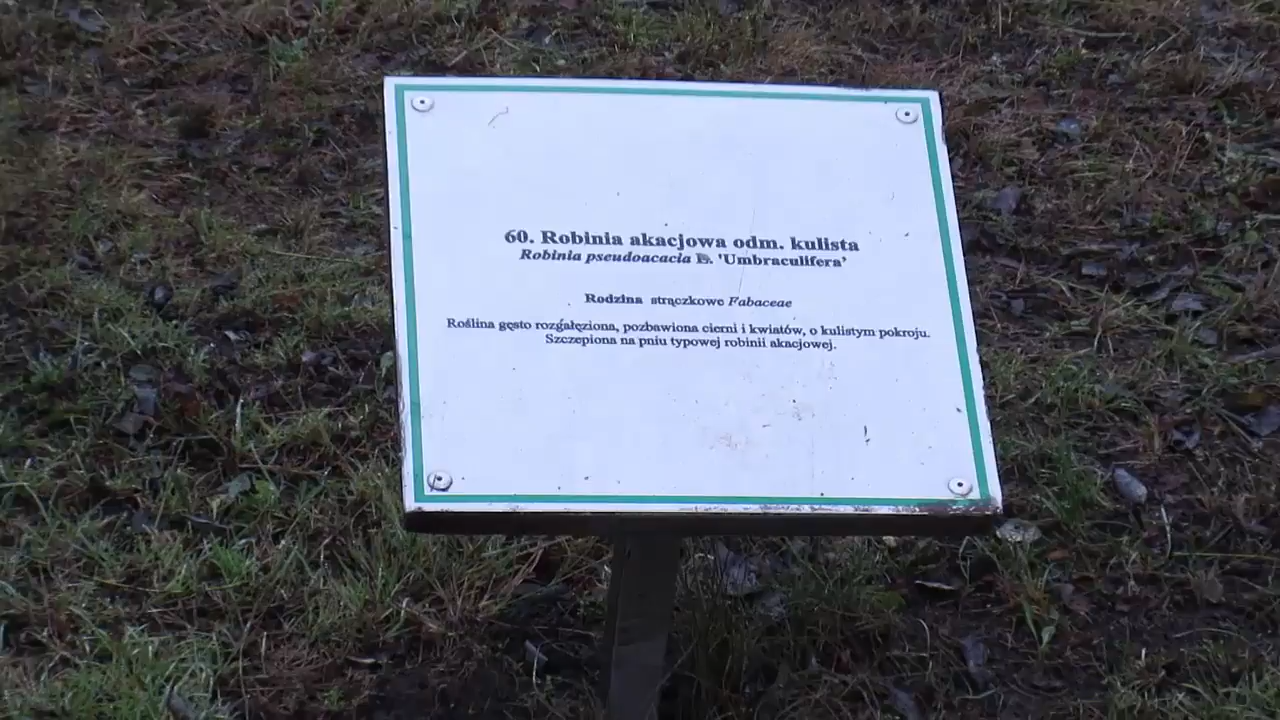 60. Robinia akacjowa odm. kulista
Robinia pseudoacacia L. 'Umbraculifera'
Rodzina strączkowe Fabaceae
Roślina gęsto rozgałęziona, pozbawiona cierni i kwiatów, o kulistym pokroju.
Szczepiona na pniu typowej robinii akacjowej.